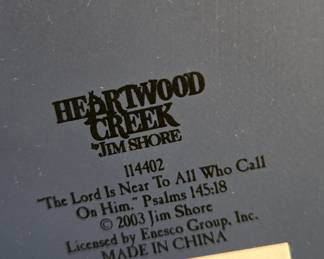 HEARTWOOD
CREEK
by JIM SHORE
114402
"The Lord Is Near To All Who Call
On Him." Psalms 145:18
© 2003 Jim Shore
Licensed by Enesco Group, Inc.
MADE IN CHINA